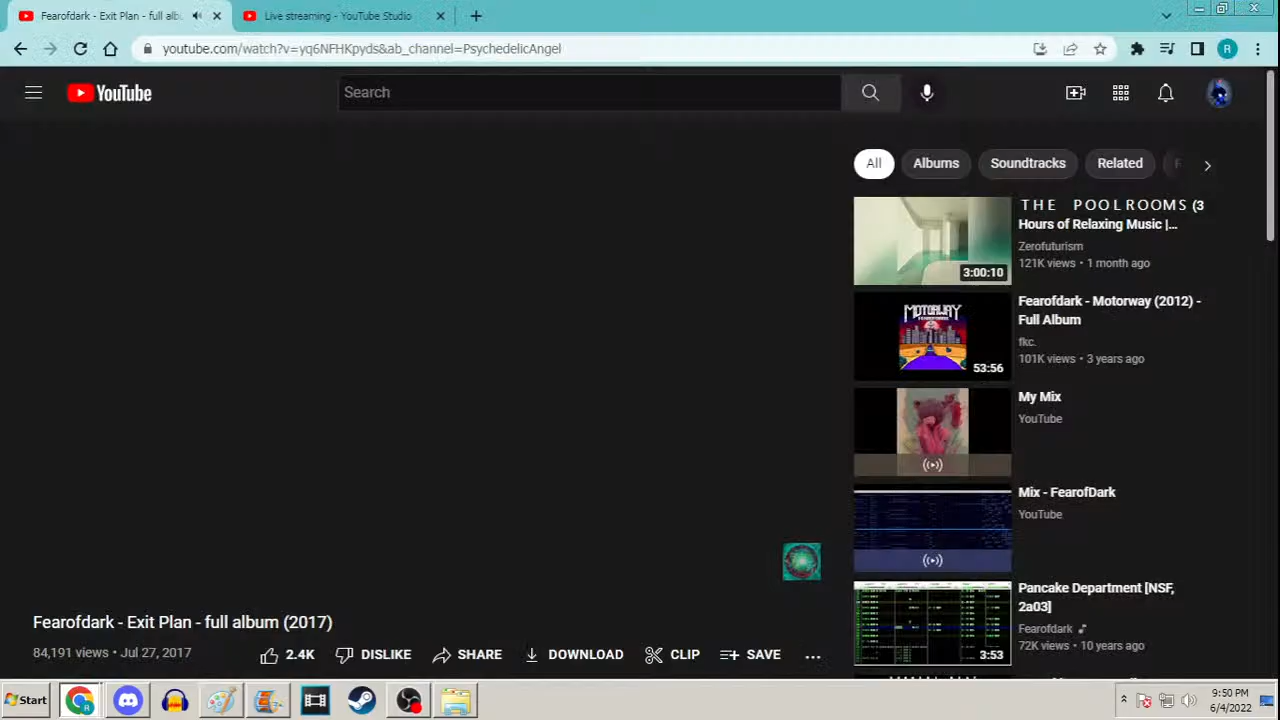 Fearofdark - Exit Plan - full albu
Live streaming - YouTube Studio
youtube.com/watch?v=yq6NFHKpyds&ab_channel=PsychedelicAngel
R
YouTube
Search
All
Albums
Soundtracks
Related
THE POOLROOMS (3
Hours of Relaxing Music |...
Zerofuturism
121K views • 1 month ago
3:00:10
Fearofdark - Motorway (2012) -
Full Album
fkc.
101K views • 3 years ago
MOTORWAY
53:56
My Mix
YouTube
Mix - FearofDark
YouTube
Pancake Department [NSF,
2a03]
Fearofdark
72K views • 10 years ago
3:53
Fearofdark - Exit Plan - full album (2017)
84,191 views • Jul 27, 2017
2.4K
DISLIKE
SHARE
DOWNLOAD
CLIP
SAVE
Start
9:50 PM
6/4/2022